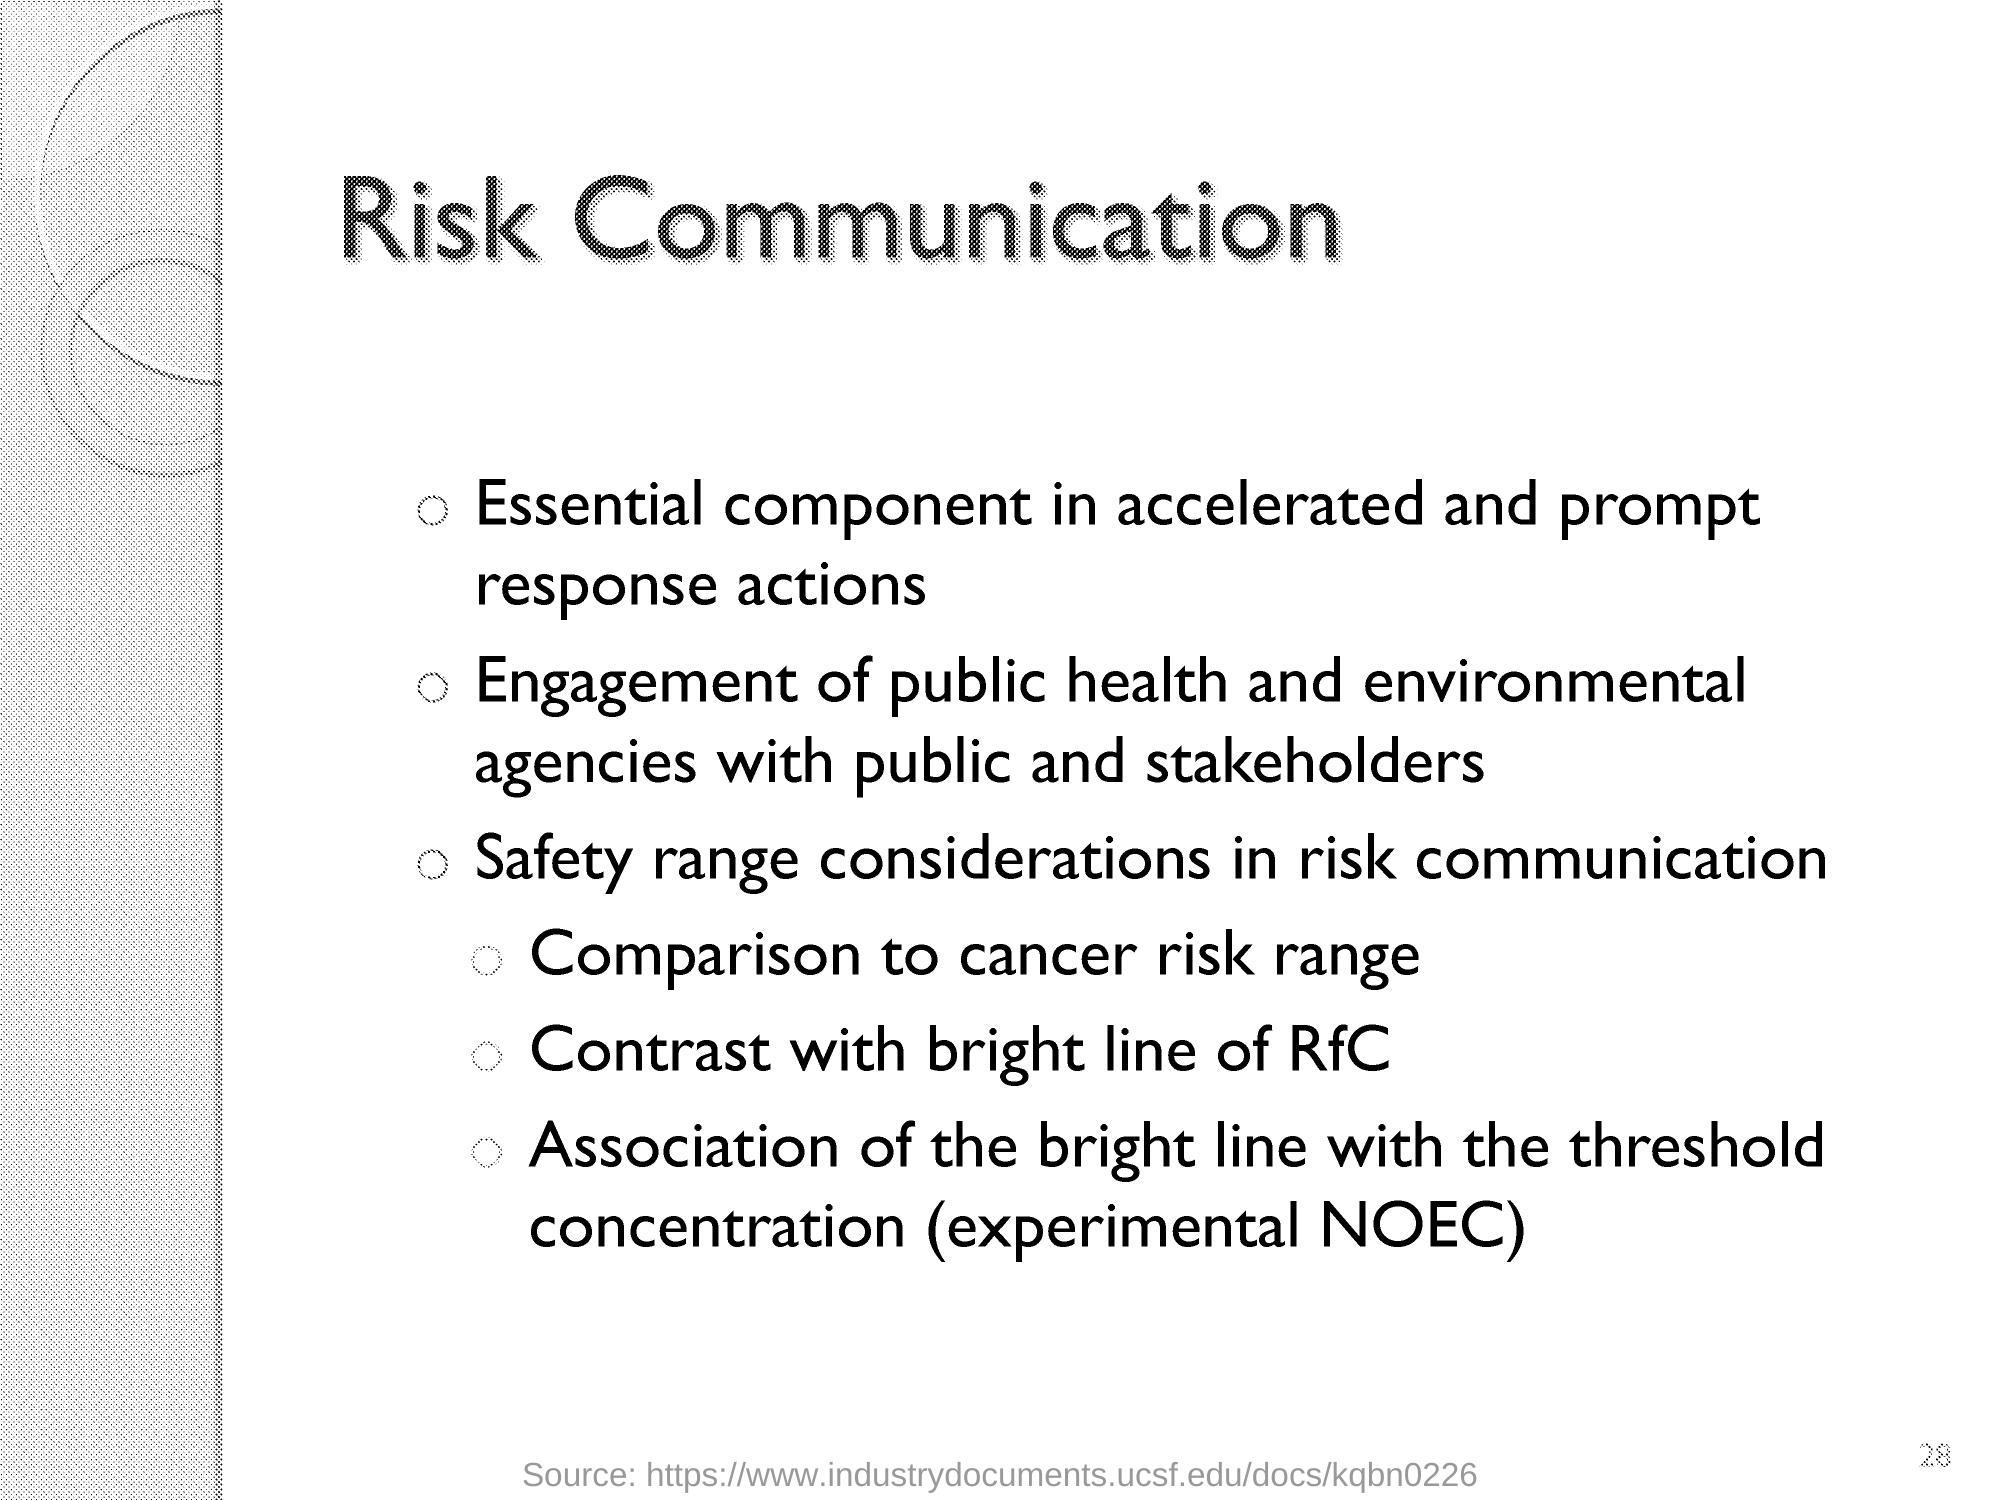 Risk Communication
Essential component in accelerated and prompt
response actions
Engagement of public health and environmental
agencies with public and stakeholders
Safety range considerations in risk communication
Comparison to cancer risk range
Contrast with bright line of RfC
Association of the bright line with the threshold
concentration (experimental NOEC)
28
Source: https://www.industrydocuments.ucsf.edu/docs/kqbn0226